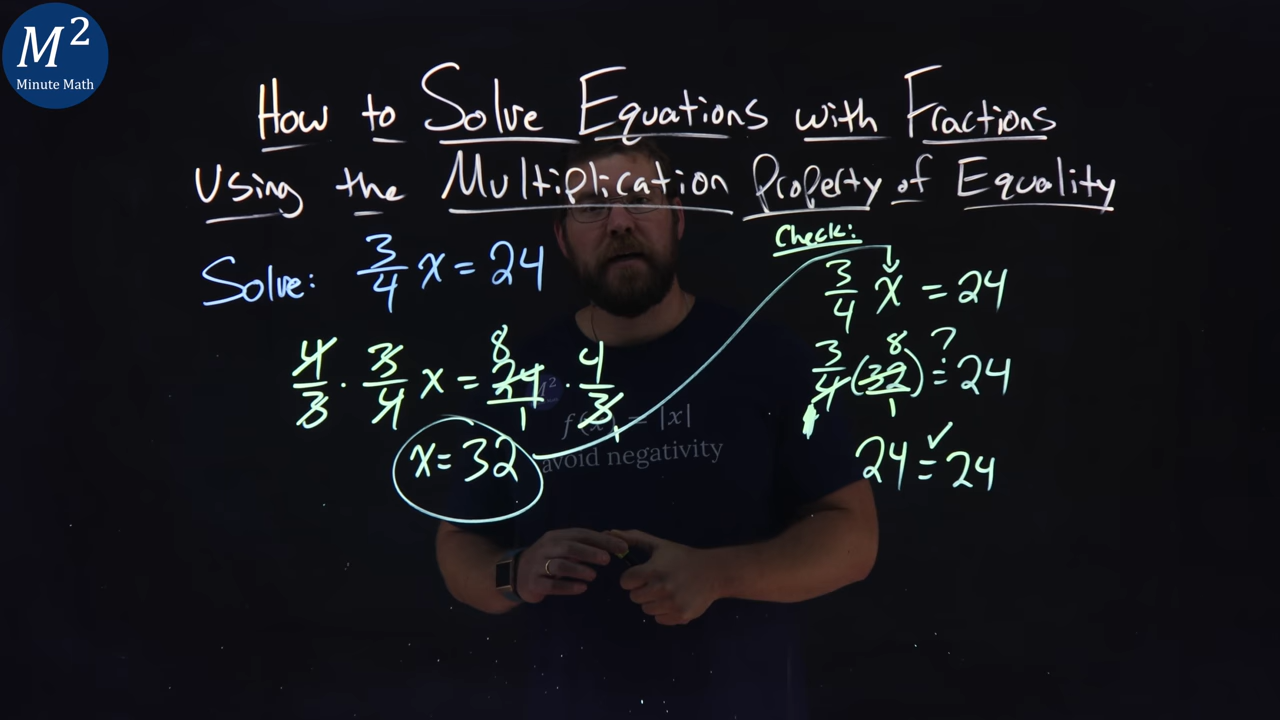 M²
Minute Math
How to Solve Equations with Fractions
Using the Multiplication Property of Equality
Solve: 3/4 x = 24
4/3 · 3/4 x = 24/1 · 4/3
8
1
x = 32
Check:
3/4 x = 24
3/4 (32) ?= 24
8
1
24 = 24 ✓
M²
f(x) = |x|
avoid negativity